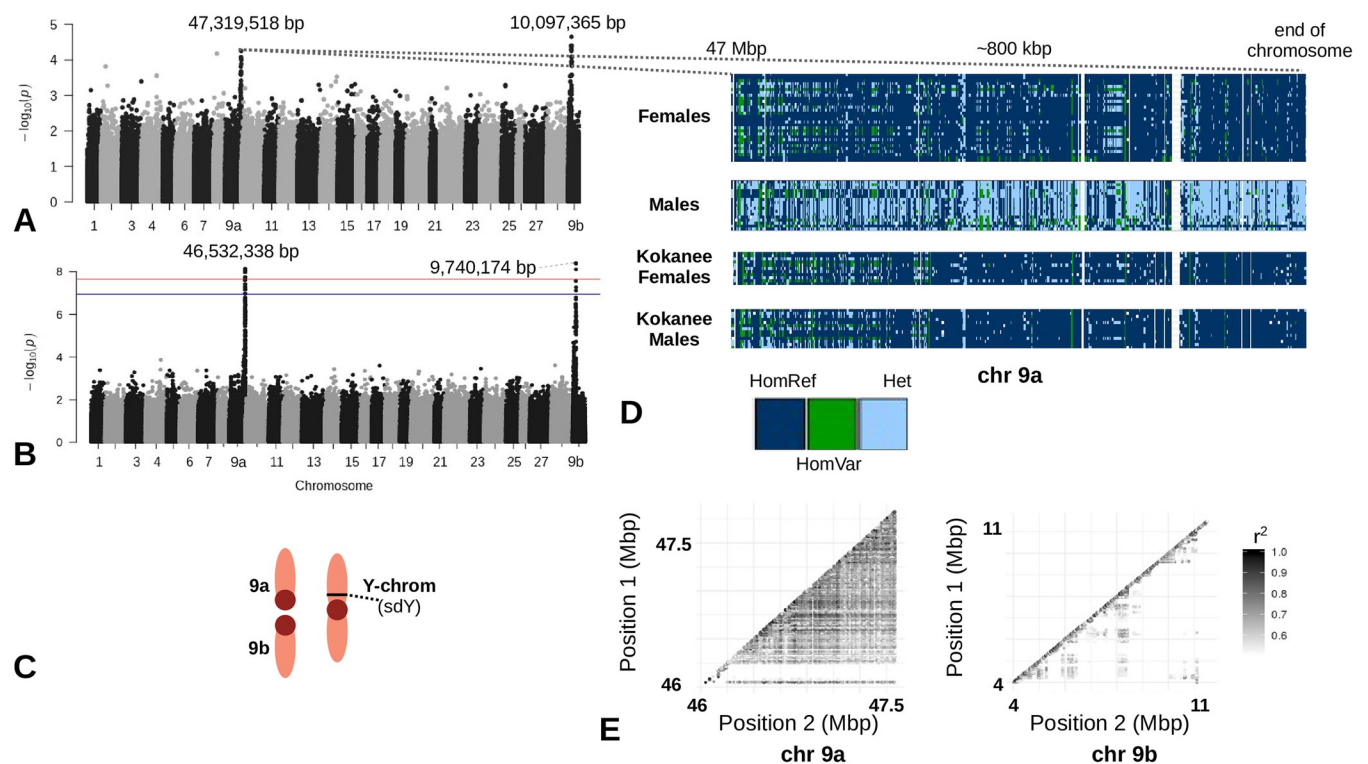 47,319,518 bp
10,097,365 bp
5
4
3
2
1
0
− log10(p)
1 3 4 6 7 9a 11 13 15 17 19 21 23 25 27 9b
A
46,532,338 bp
9,740,174 bp
8
6
4
2
0
− log10(p)
1 3 4 6 7 9a 11 13 15 17 19 21 23 25 27 9b
Chromosome
B
9a
9b
Y-chrom
(sdY)
C
47 Mbp
~800 kbp
end of
chromosome
Females
Males
Kokanee
Females
Kokanee
Males
chr 9a
HomRef
Het
HomVar
D
Position 1 (Mbp)
47.5
46
46
47.5
Position 2 (Mbp)
chr 9a
Position 1 (Mbp)
11
4
4
11
Position 2 (Mbp)
chr 9b
r2
1.0
0.9
0.8
0.7
0.6
E